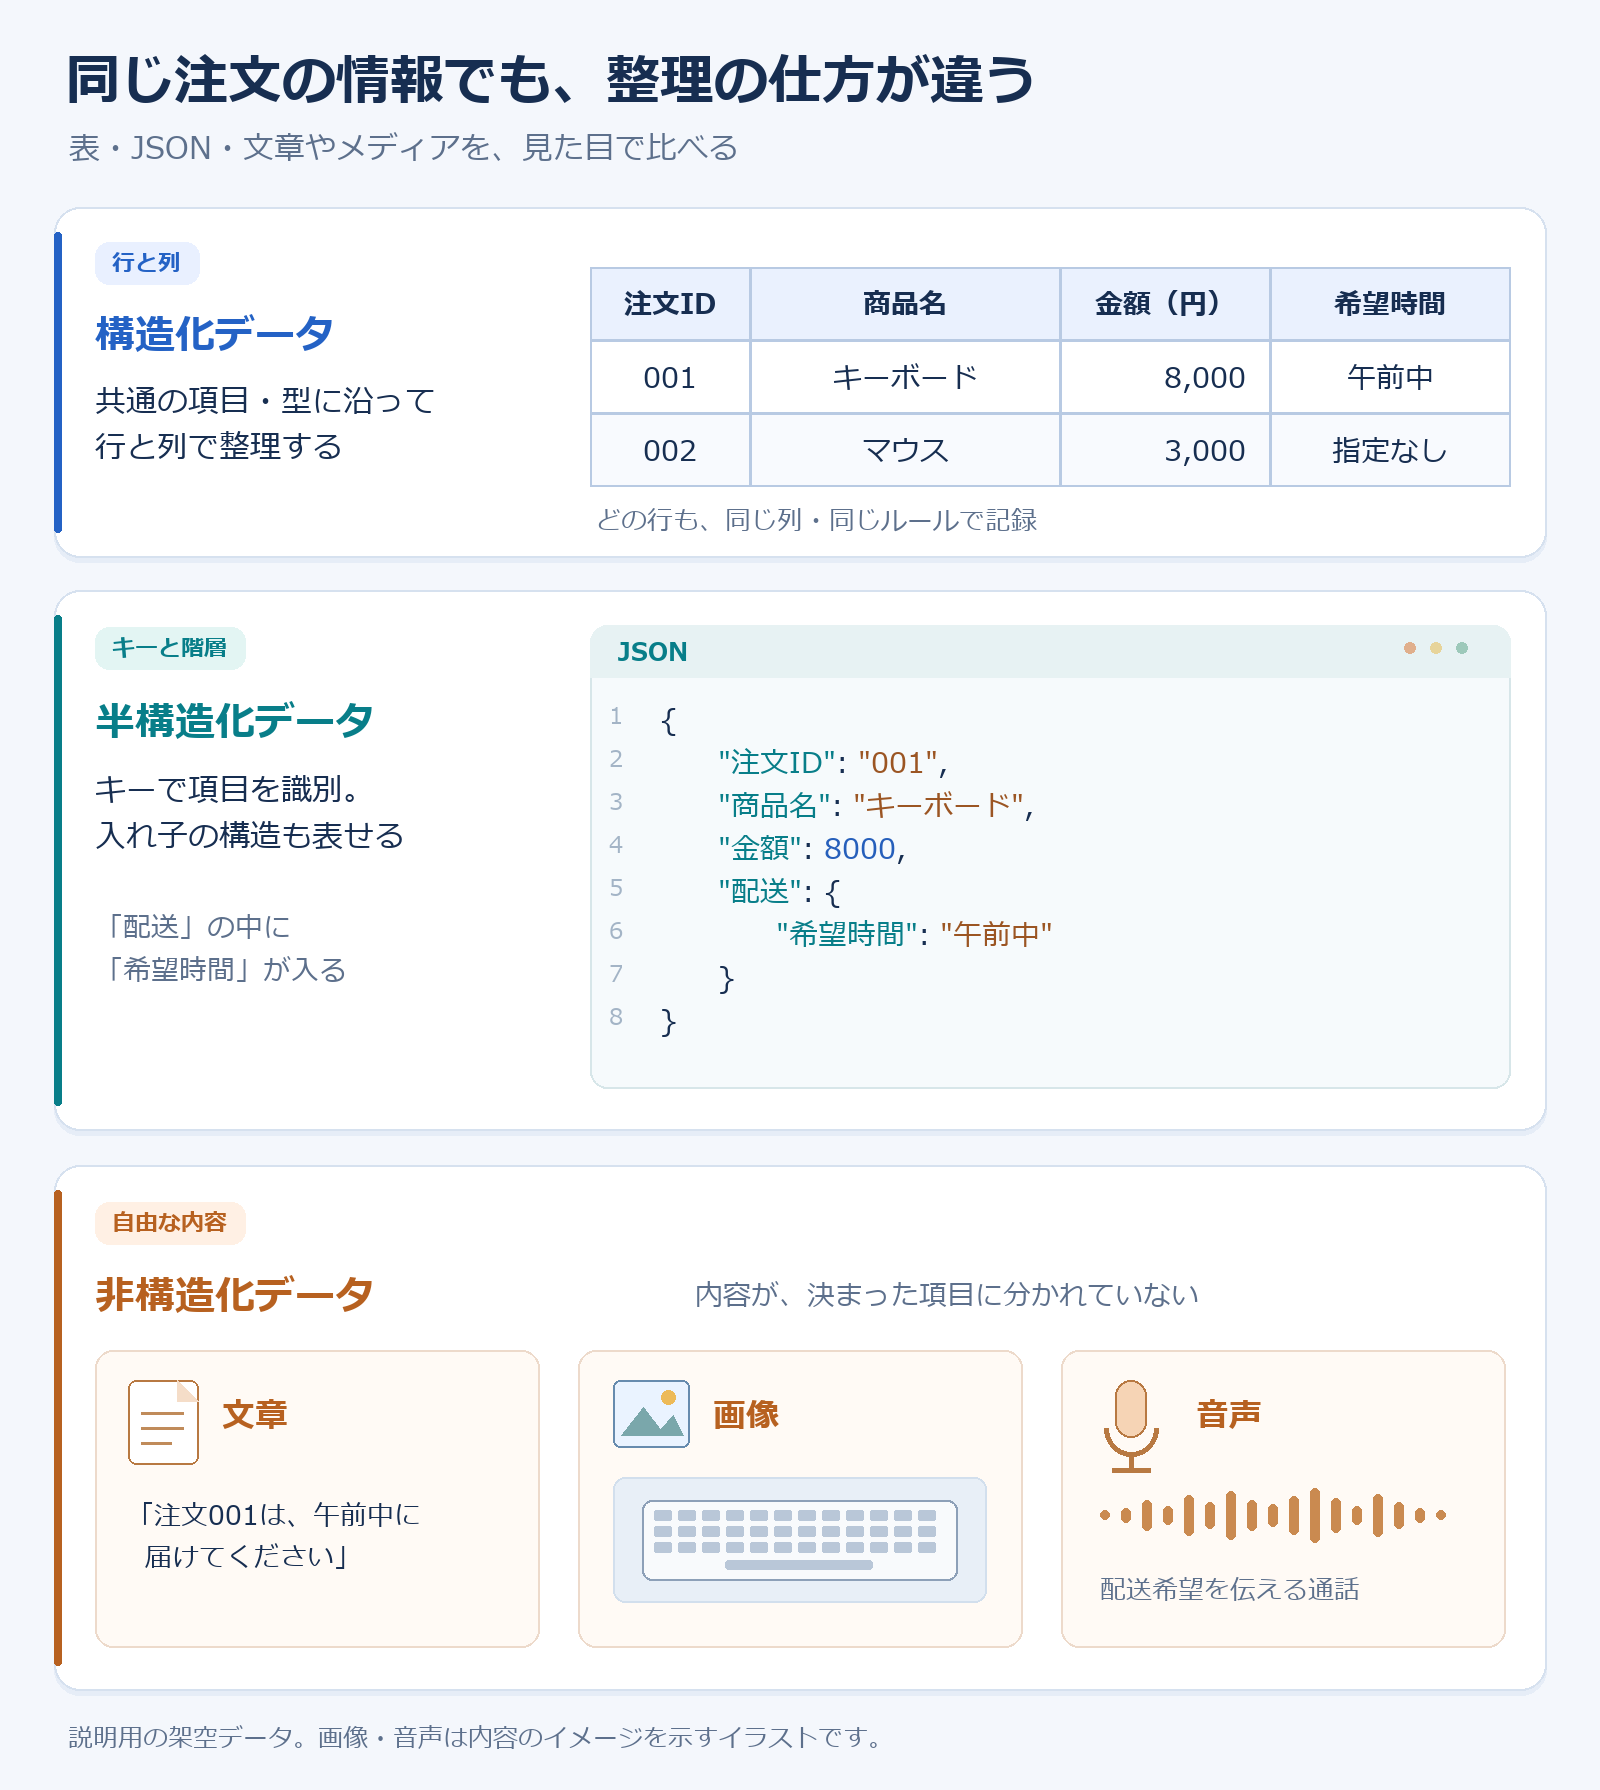 同じ注文の情報でも、整理の仕方が違う
表・JSON・文章やメディアを、見た目で比べる
行と列
構造化データ
共通の項目・型に沿って
行と列で整理する
注文ID 商品名 金額（円） 希望時間
001 キーボード 8,000 午前中
002 マウス 3,000 指定なし
どの行も、同じ列・同じルールで記録
キーと階層
半構造化データ
キーで項目を識別。
入れ子の構造も表せる
「配送」の中に
「希望時間」が入る
JSON
1 {
2 "注文ID": "001",
3 "商品名": "キーボード",
4 "金額": 8000,
5 "配送": {
6 "希望時間": "午前中"
7 }
8 }
自由な内容
非構造化データ
内容が、決まった項目に分かれていない
文章
「注文001は、午前中に
届けてください」
画像
音声
配送希望を伝える通話
説明用の架空データ。画像・音声は内容のイメージを示すイラストです。